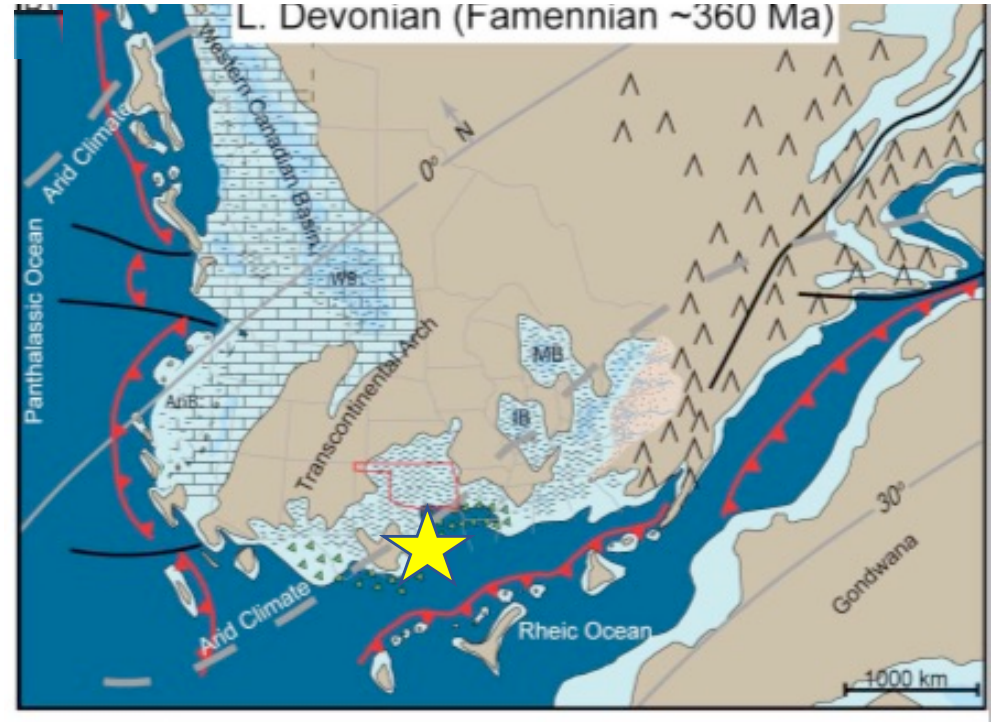 L. Devonian (Famennian ~360 Ma)
Western Canadian Basin
Arid Climate
N
0°
Panthalassic Ocean
WB
Transcontinental Arch
MB
AnB
IB
30°
Gondwana
Arid Climate
Rheic Ocean
1000 km